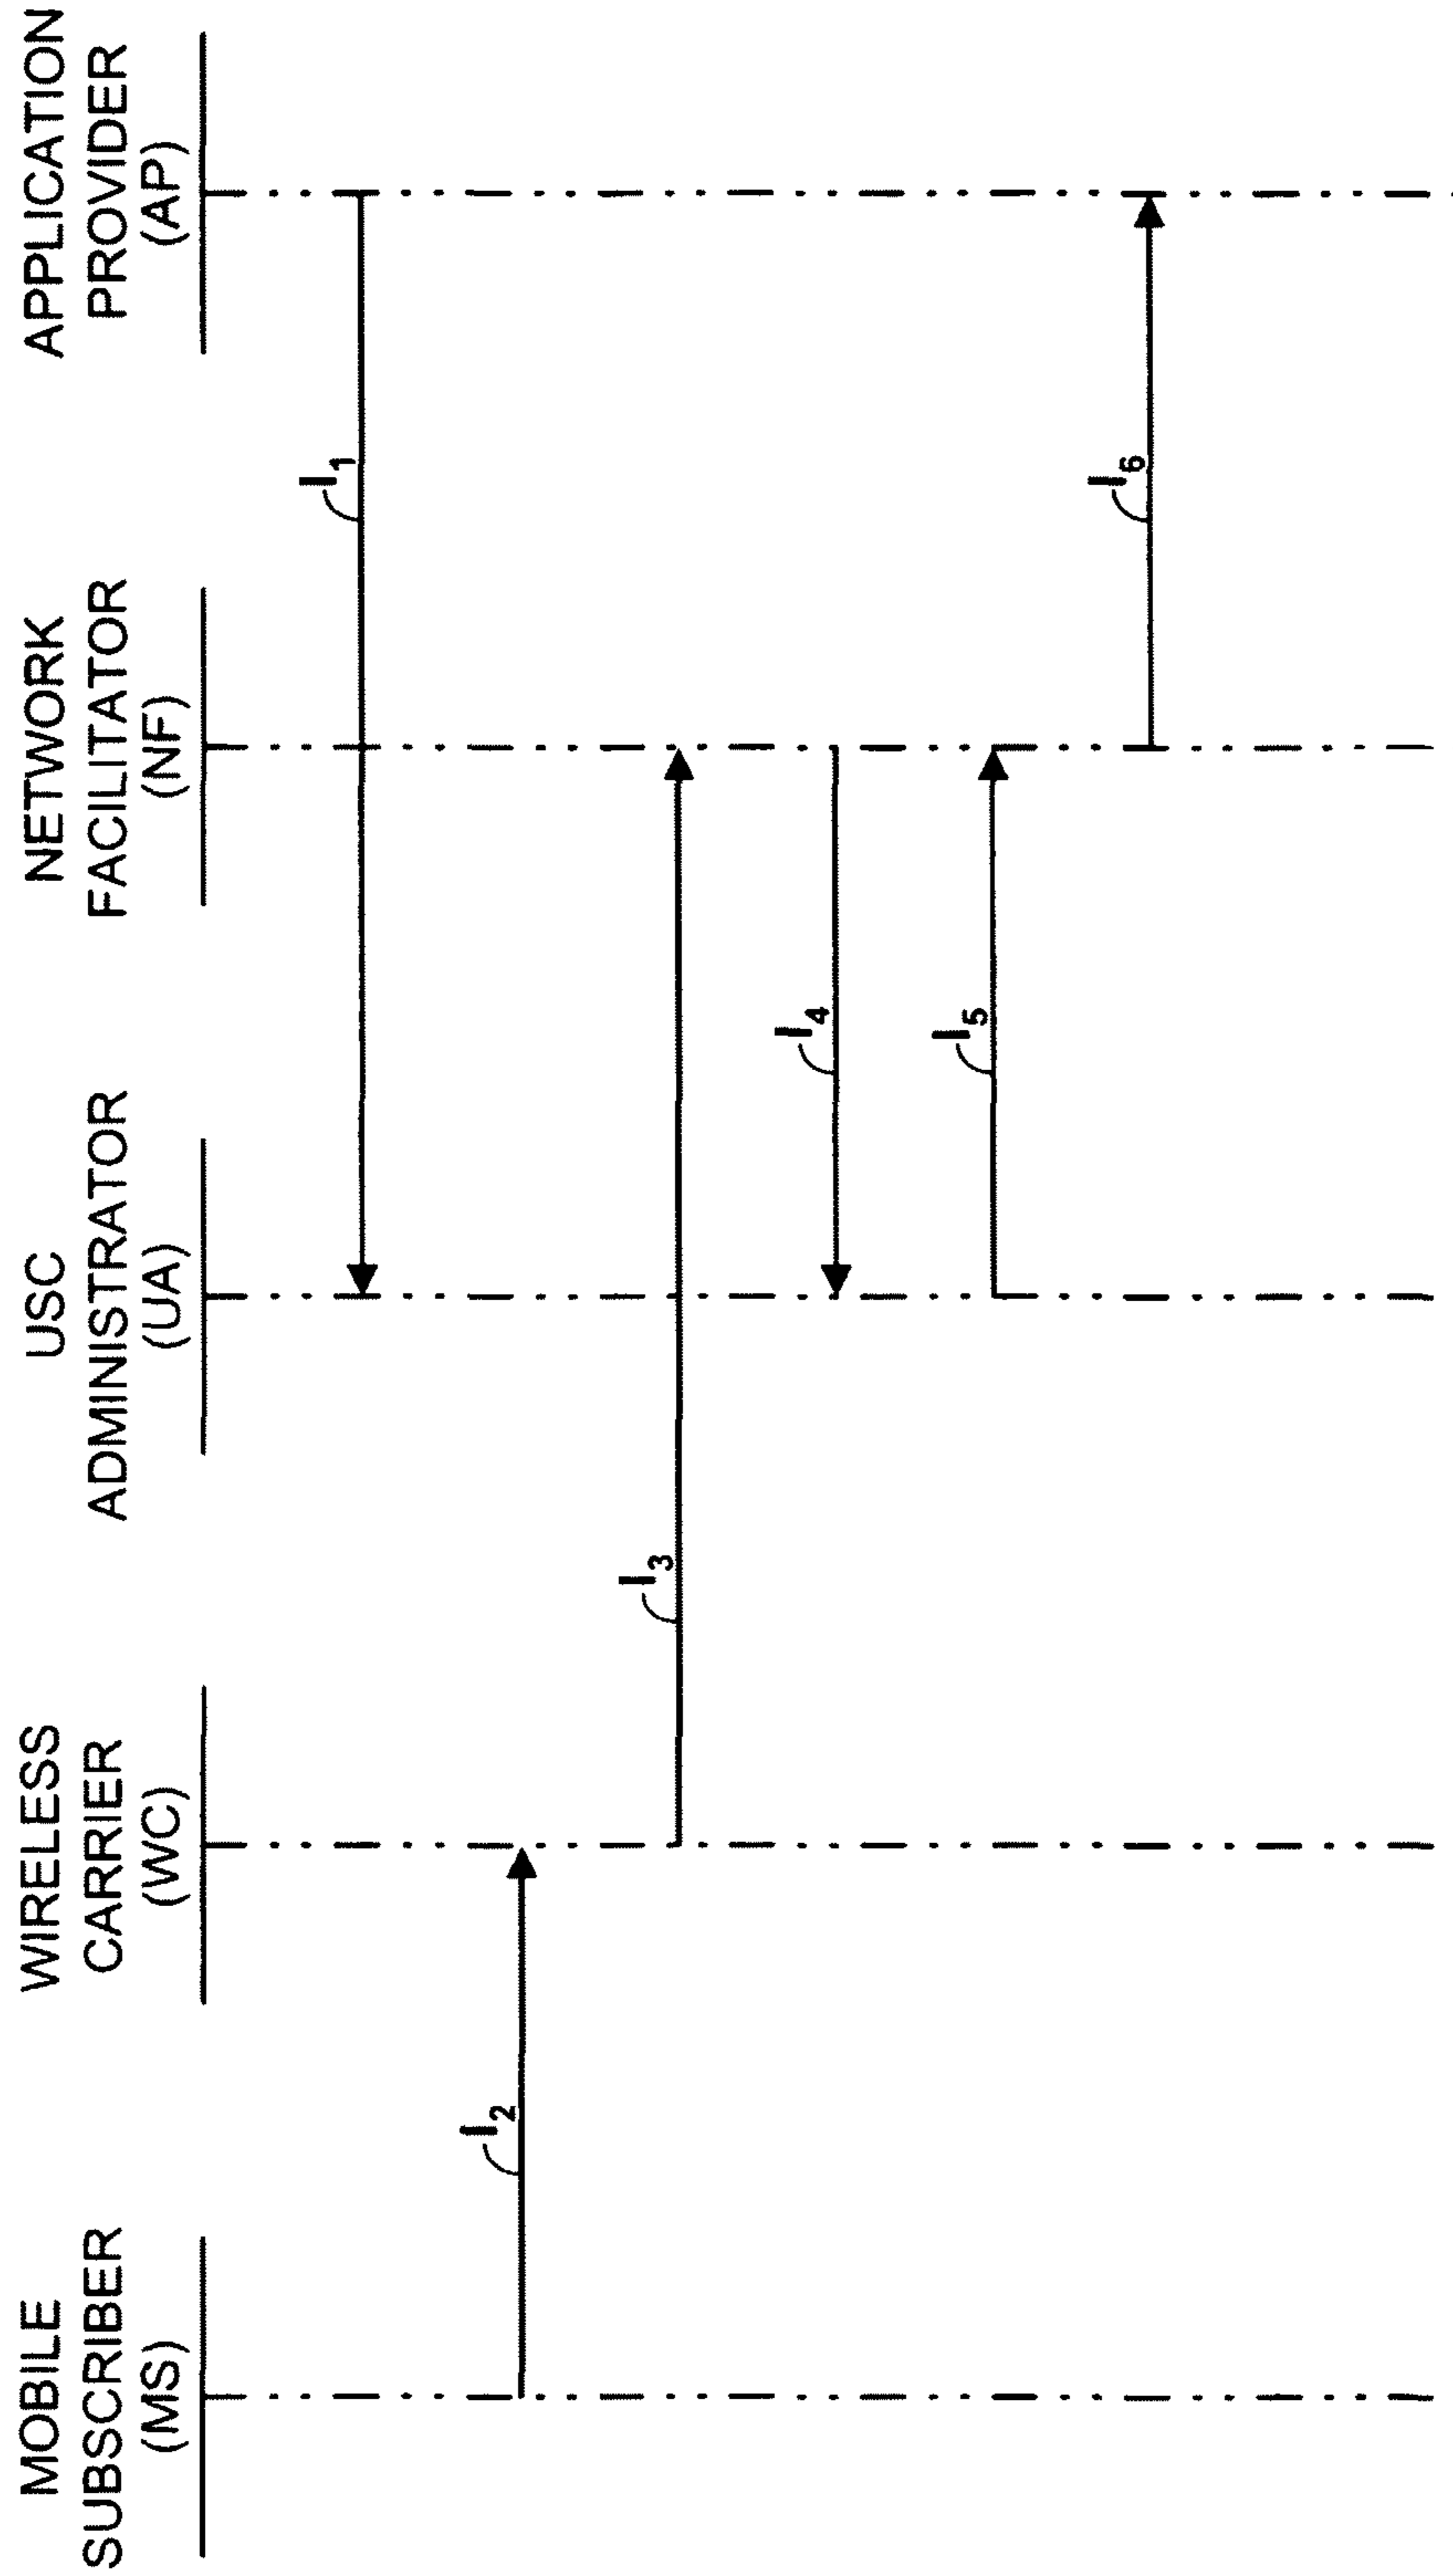 MOBILE
SUBSCRIBER
(MS)
WIRELESS
CARRIER
(WC)
USC
ADMINISTRATOR
(UA)
NETWORK
FACILITATOR
(NF)
APPLICATION
PROVIDER
(AP)
I1
I2
I3
I4
I5
I6